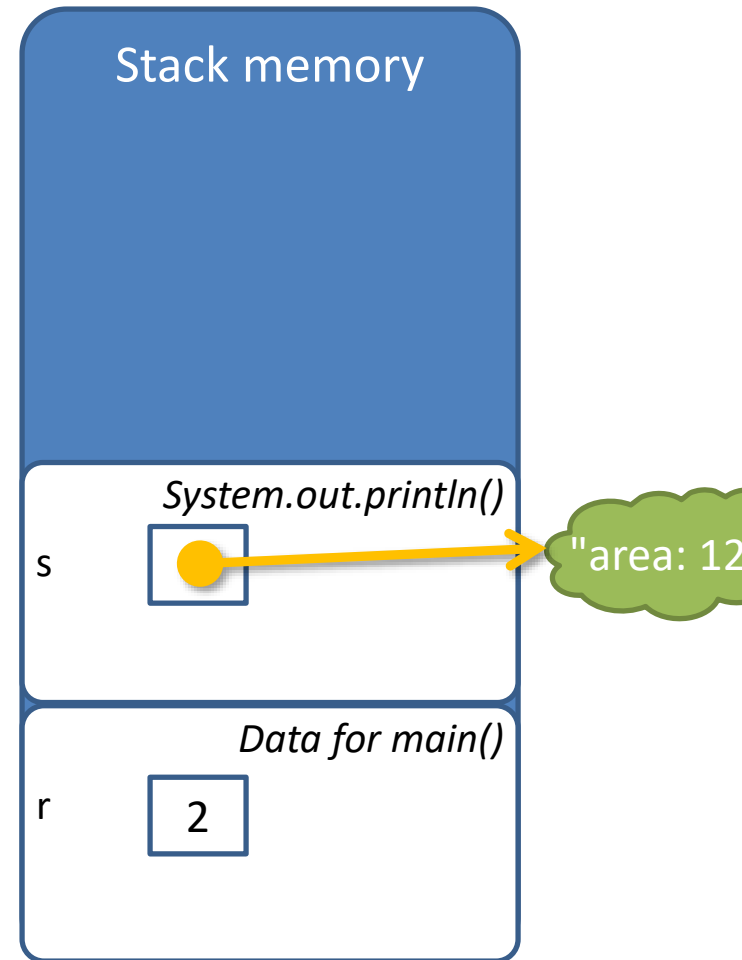 Stack memory
System.out.println()
s
"area: 12
Data for main()
r
2